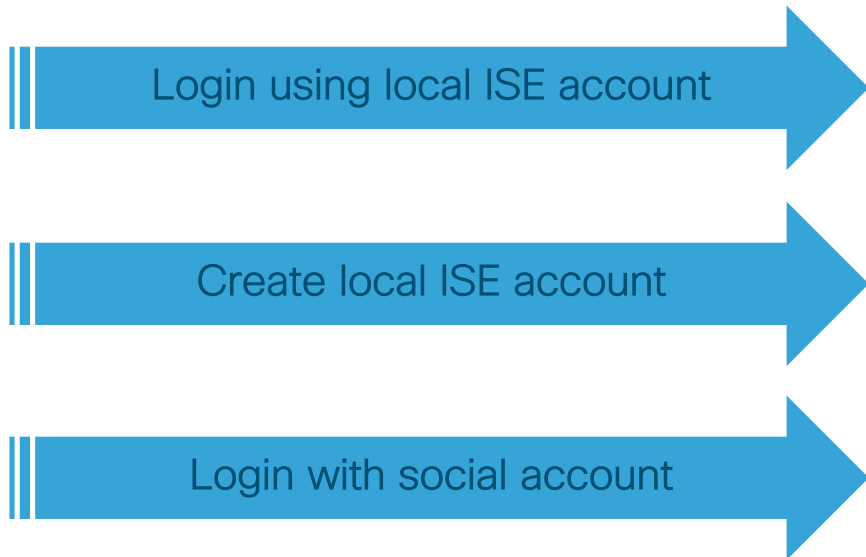 Login using local ISE account
Create local ISE account
Login with social account